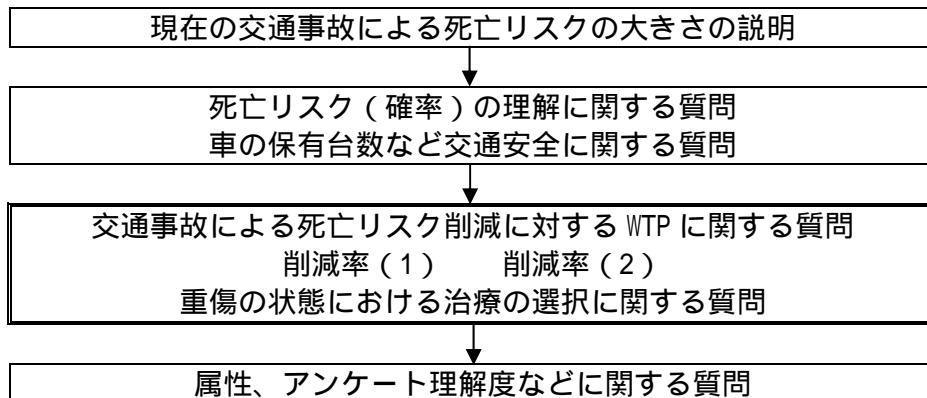 現在の交通事故による死亡リスクの大きさの説明
死亡リスク（確率）の理解に関する質問
車の保有台数など交通安全に関する質問
交通事故による死亡リスク削減に対する WTP に関する質問
削減率（1）　　削減率（2）
重傷の状態における治療の選択に関する質問
属性、アンケート理解度などに関する質問